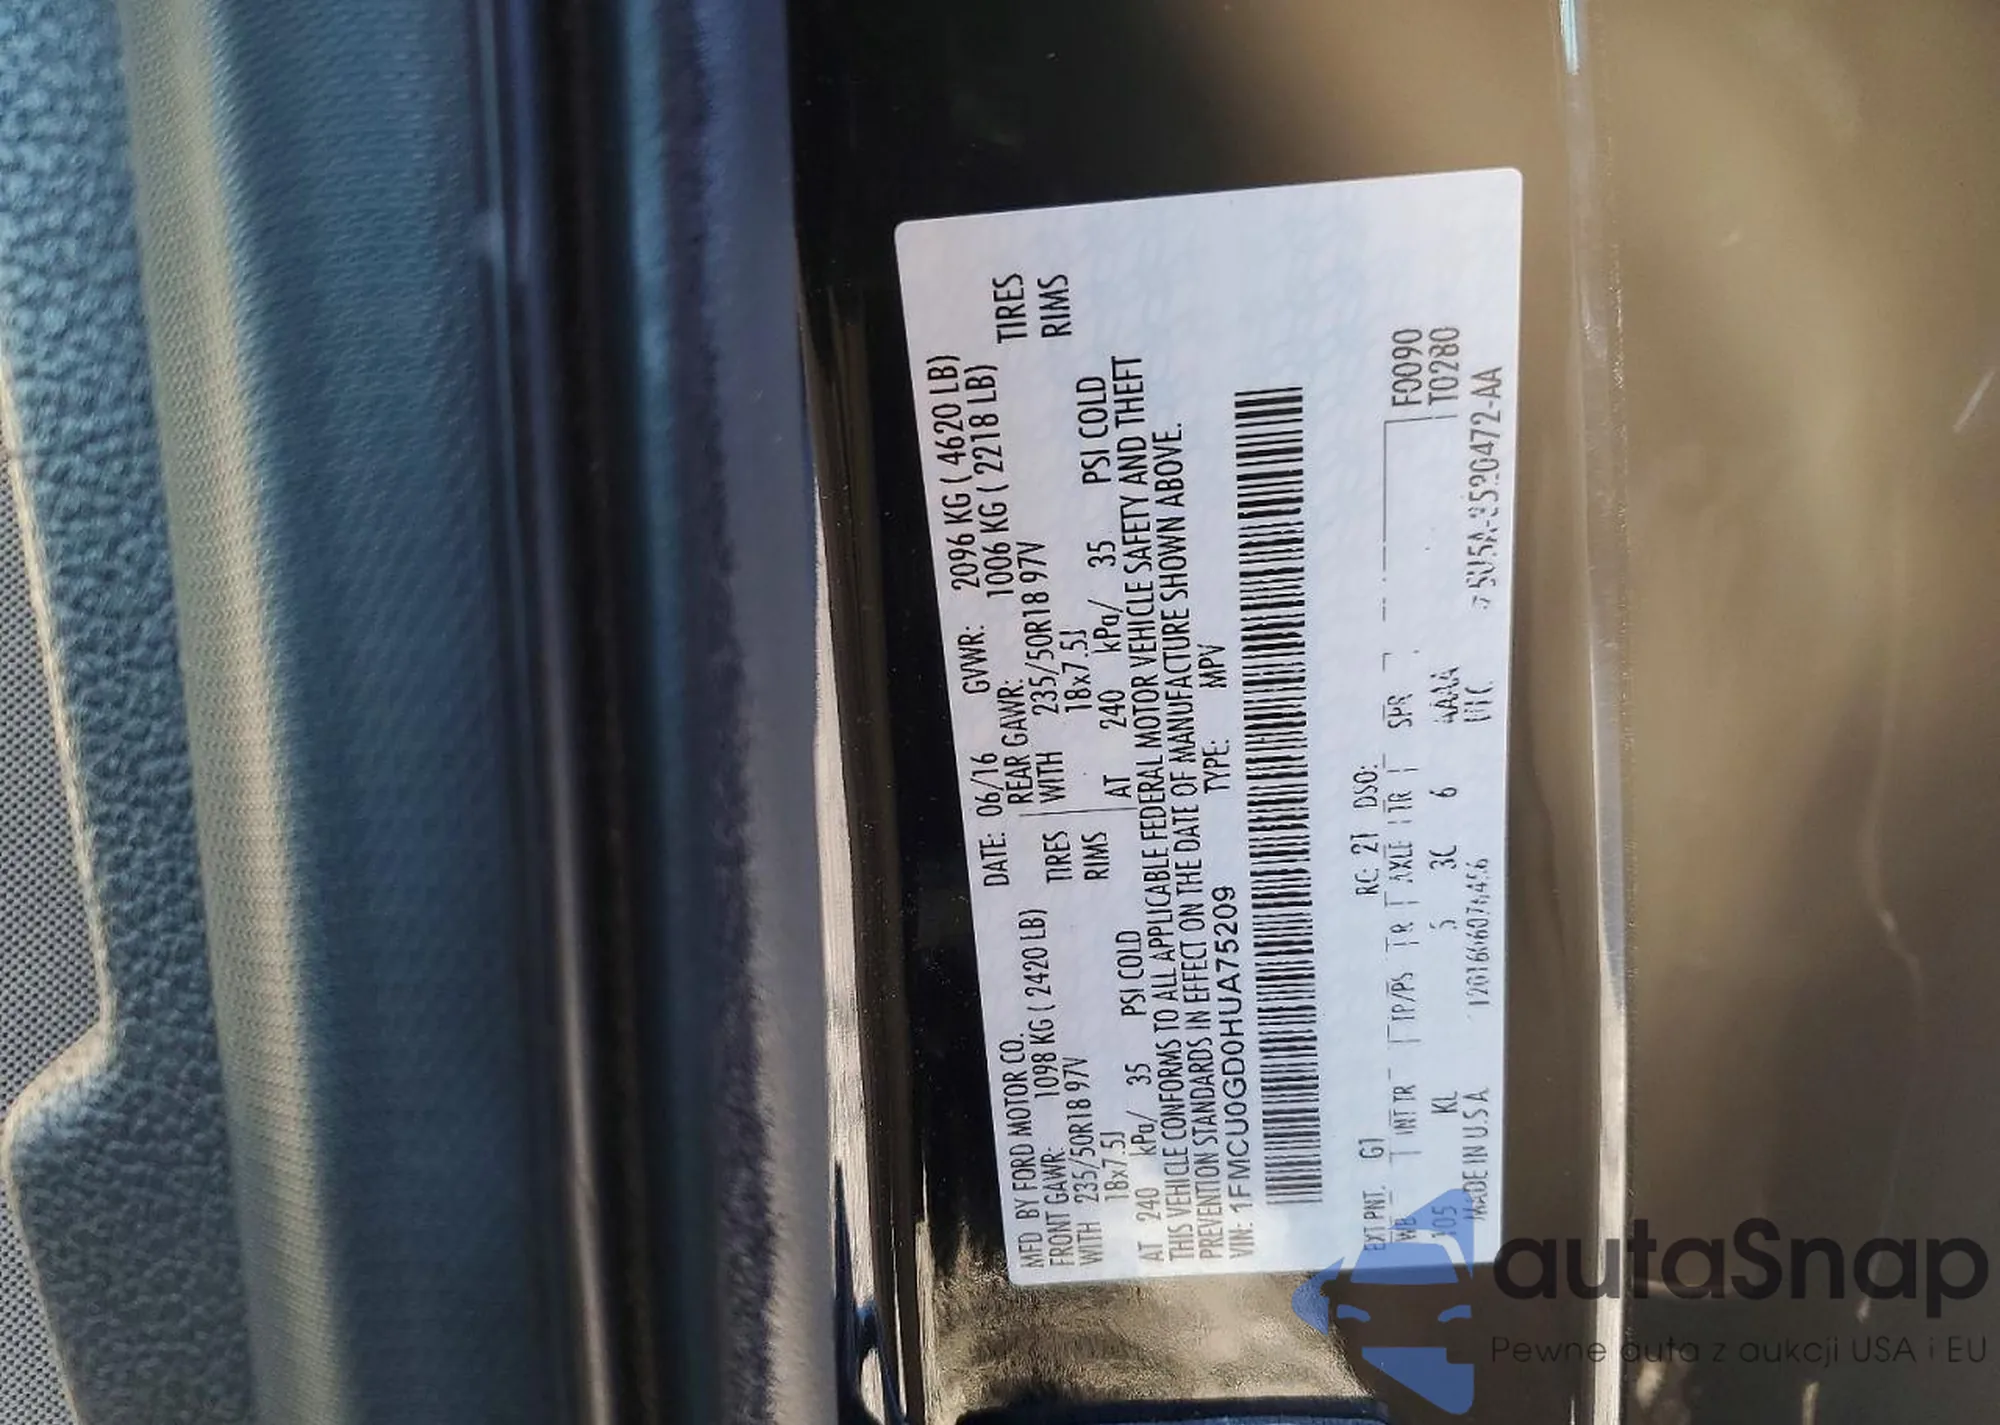 MFD BY FORD MOTOR CO.
DATE: 06/16 GVWR: 2096 KG ( 4620 LB)
FRONT GAWR: 1098 KG ( 2420 LB) REAR GAWR: 1006 KG ( 2218 LB)
WITH 235/50R18 97V TIRES WITH 235/50R18 97V TIRES
18x7.5J RIMS 18x7.5J RIMS
AT 240 kPa/ 35 PSI COLD AT 240 kPa/ 35 PSI COLD
THIS VEHICLE CONFORMS TO ALL APPLICABLE FEDERAL MOTOR VEHICLE SAFETY AND THEFT
PREVENTION STANDARDS IN EFFECT ON THE DATE OF MANUFACTURE SHOWN ABOVE.
VIN: 1FMCU0GD0HUA75209 TYPE: MPV
EXT PNT: G1 RC: 21 DSO:
WB INT TR TP/PS R AXLE TR SPR F0090
105 KL 5 3C 6 AAAA T0280
MADE IN U.S.A
autaSnap
Pewne auta z aukcji USA i EU